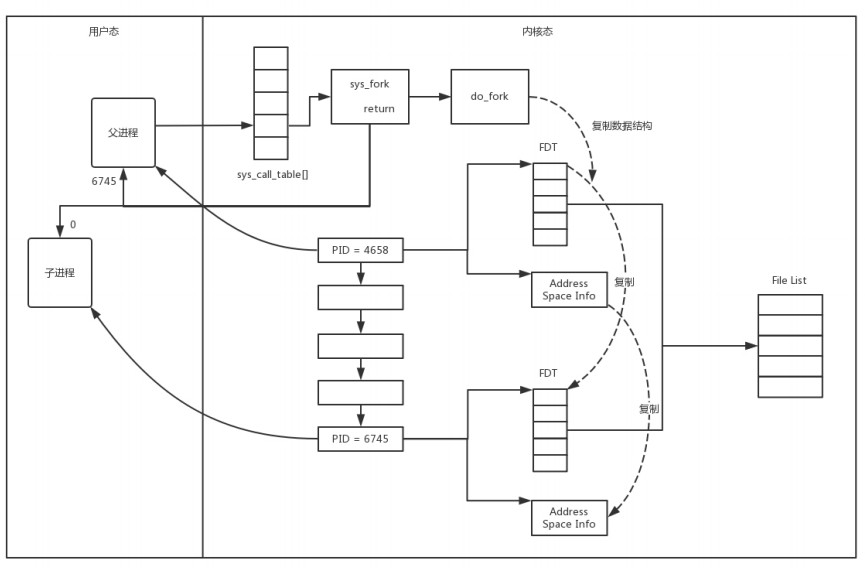 用户态
内核态
sys_fork
return
do_fork
父进程
复制数据结构
sys_call_table[]
FDT
6745
0
PID = 4658
子进程
Address
Space Info
复制
File List
FDT
复制
PID = 6745
Address
Space Info